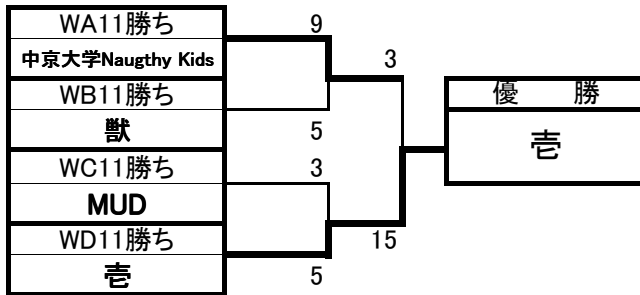 WA11勝ち
中京大学Naugthy Kids
WB11勝ち
獣
WC11勝ち
MUD
WD11勝ち
壱
9
5
3
5
3
15
優 勝
壱